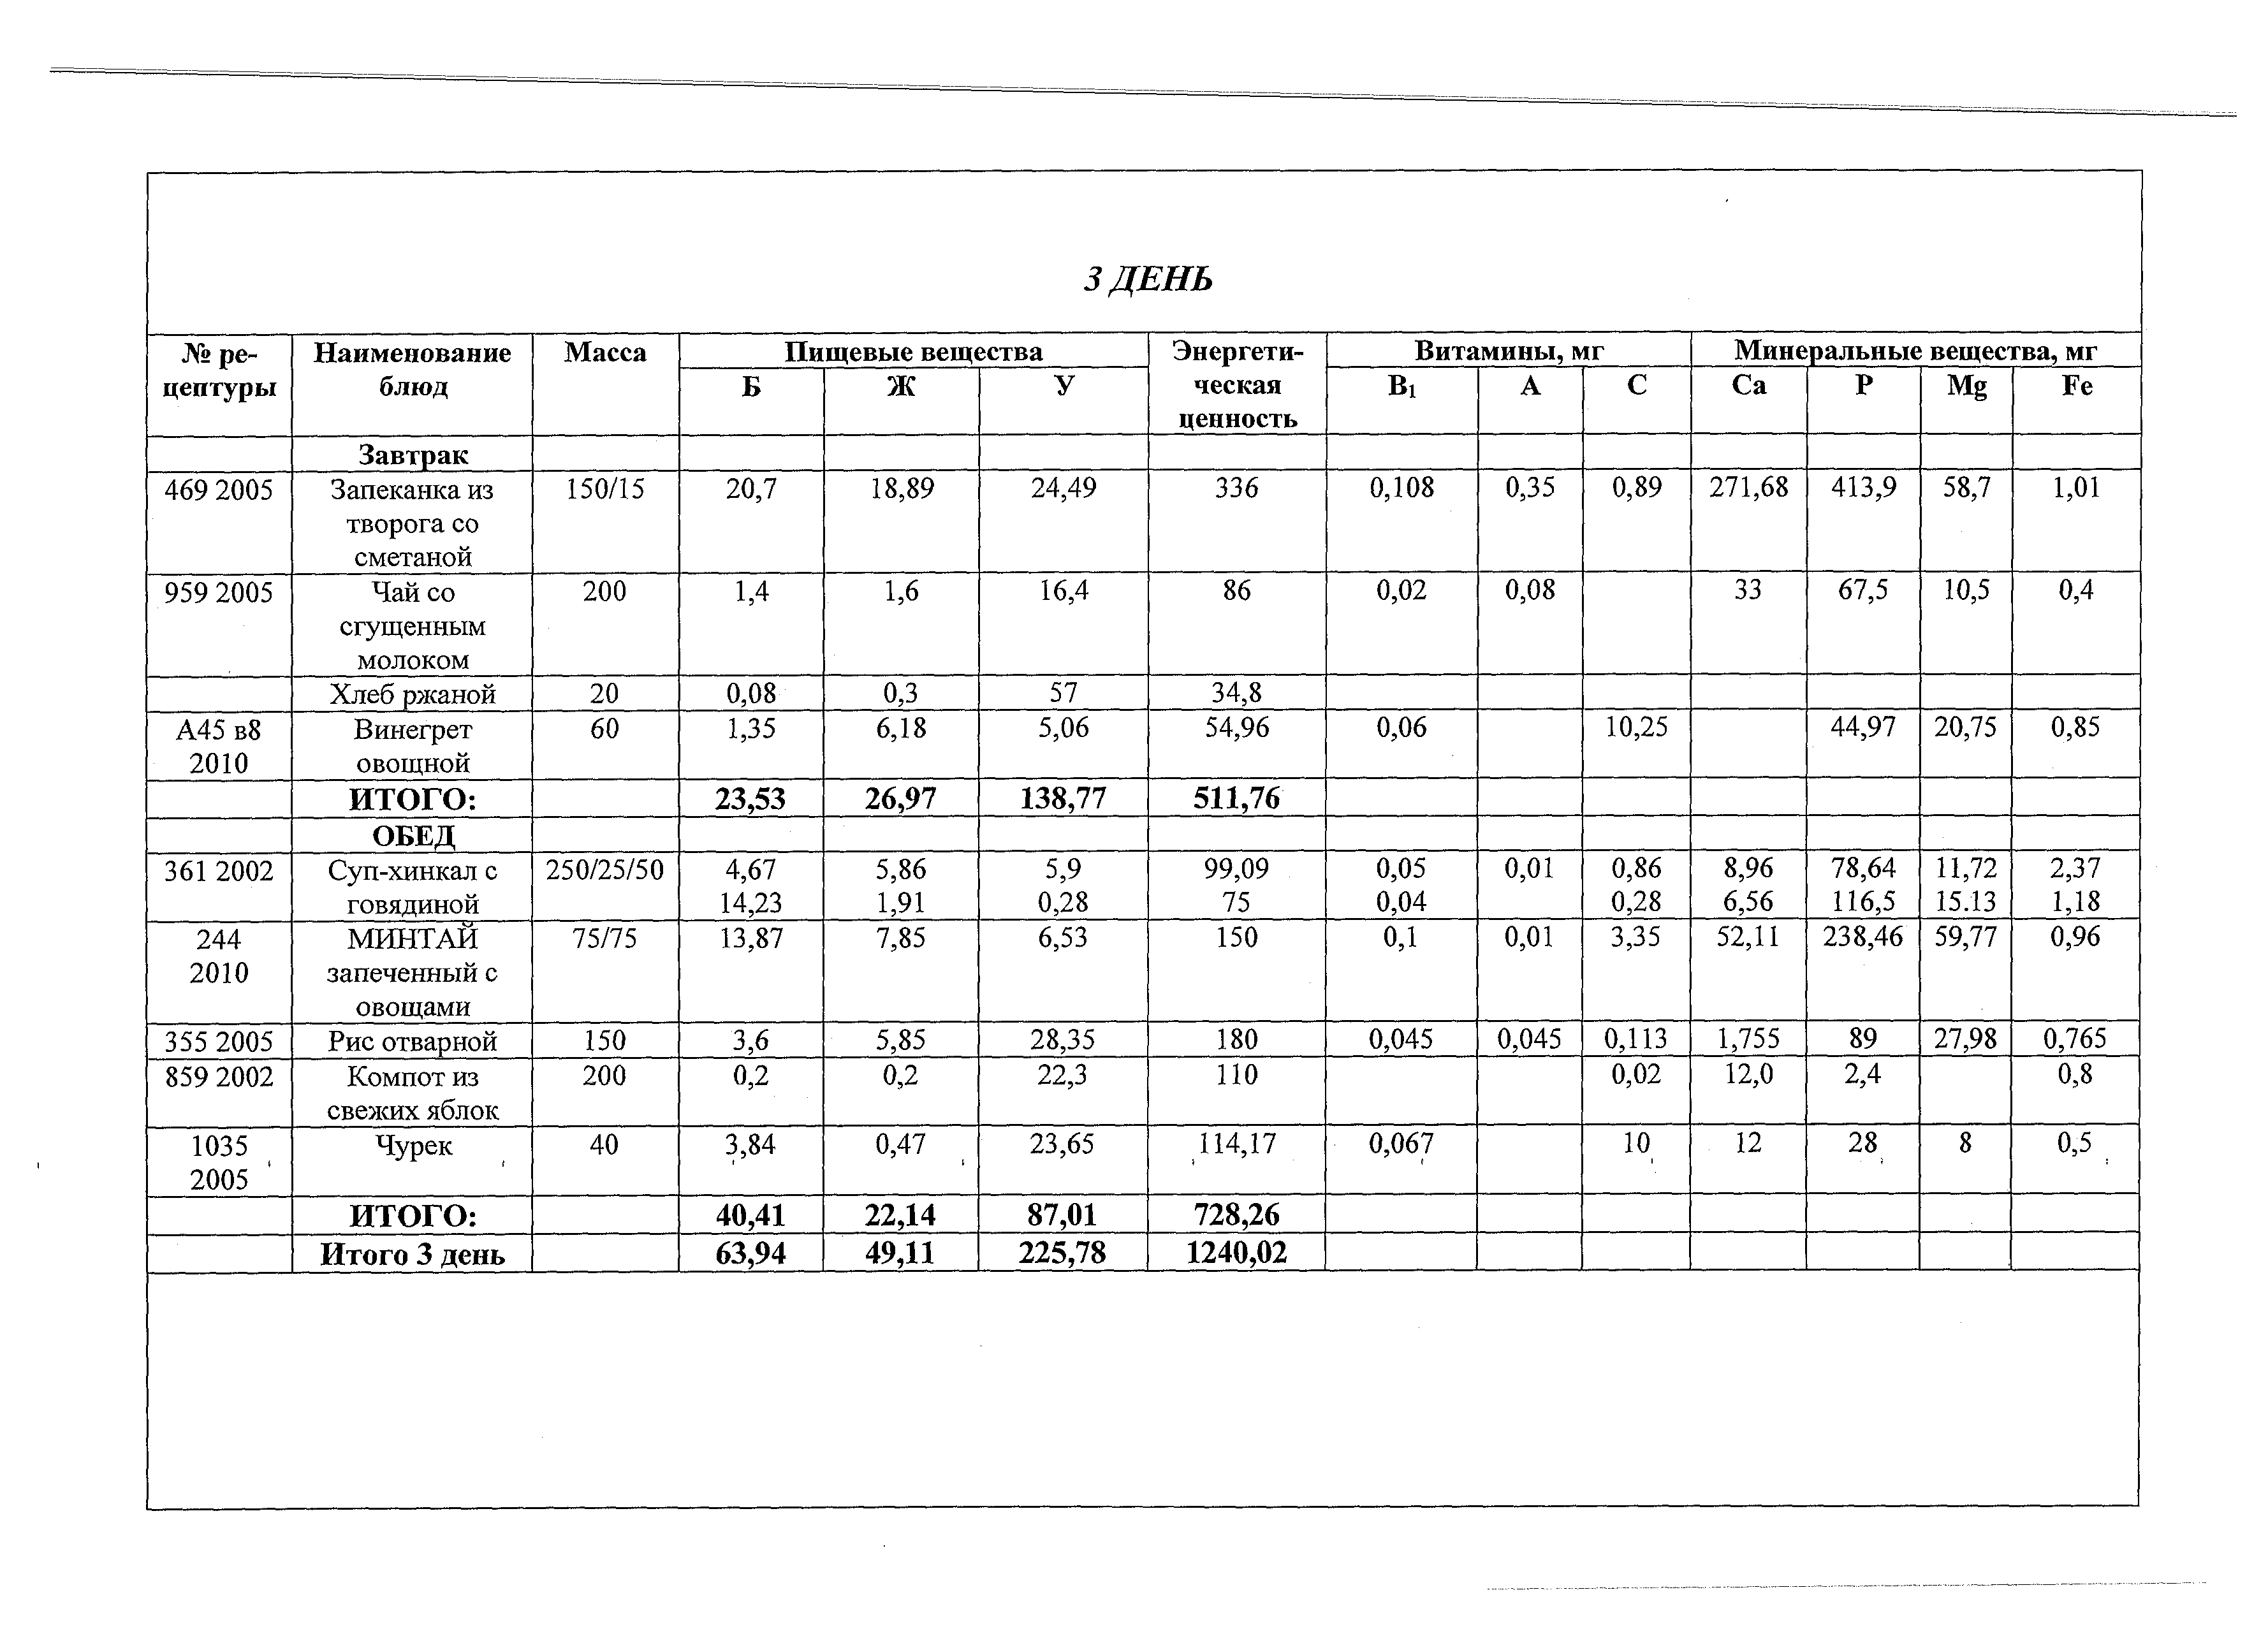 3 ДЕНЬ
№ ре- Наименование Масса Пищевые вещества Энергети- Витамины, мг Минеральные вещества, мг
цептуры блюд Б Ж У ческая B1 A C Ca P Mg Fe
ценность
Завтрак
469 2005 Запеканка из 150/15 20,7 18,89 24,49 336 0,108 0,35 0,89 271,68 413,9 58,7 1,01
творога со
сметаной
959 2005 Чай со 200 1,4 1,6 16,4 86 0,02 0,08 33 67,5 10,5 0,4
сгущенным
молоком
Хлеб ржаной 20 0,08 0,3 57 34,8
А45 в8 Винегрет 60 1,35 6,18 5,06 54,96 0,06 10,25 44,97 20,75 0,85
2010 овощной
ИТОГО: 23,53 26,97 138,77 511,76
ОБЕД
361 2002 Суп-хинкал с 250/25/50 4,67 5,86 5,9 99,09 0,05 0,01 0,86 8,96 78,64 11,72 2,37
говядиной 14,23 1,91 0,28 75 0,04 0,28 6,56 116,5 15.13 1,18
244 МИНТАЙ 75/75 13,87 7,85 6,53 150 0,1 0,01 3,35 52,11 238,46 59,77 0,96
2010 запеченный с
овощами
355 2005 Рис отварной 150 3,6 5,85 28,35 180 0,045 0,045 0,113 1,755 89 27,98 0,765
859 2002 Компот из 200 0,2 0,2 22,3 110 0,02 12,0 2,4 0,8
свежих яблок
1035 Чурек 40 3,84 0,47 23,65 114,17 0,067 10 12 28 8 0,5
2005
ИТОГО: 40,41 22,14 87,01 728,26
Итого 3 день 63,94 49,11 225,78 1240,02